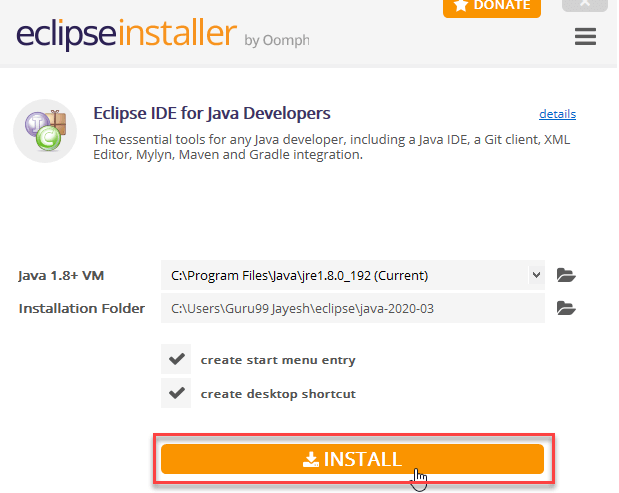 DONATE
eclipseinstaller by Oomph
Eclipse IDE for Java Developers details
The essential tools for any Java developer, including a Java IDE, a Git client, XML
Editor, Mylyn, Maven and Gradle integration.
Java 1.8+ VM C:\Program Files\Java\jre1.8.0_192 (Current)
Installation Folder C:\Users\Guru99 Jayesh\eclipse\java-2020-03
create start menu entry
create desktop shortcut
INSTALL